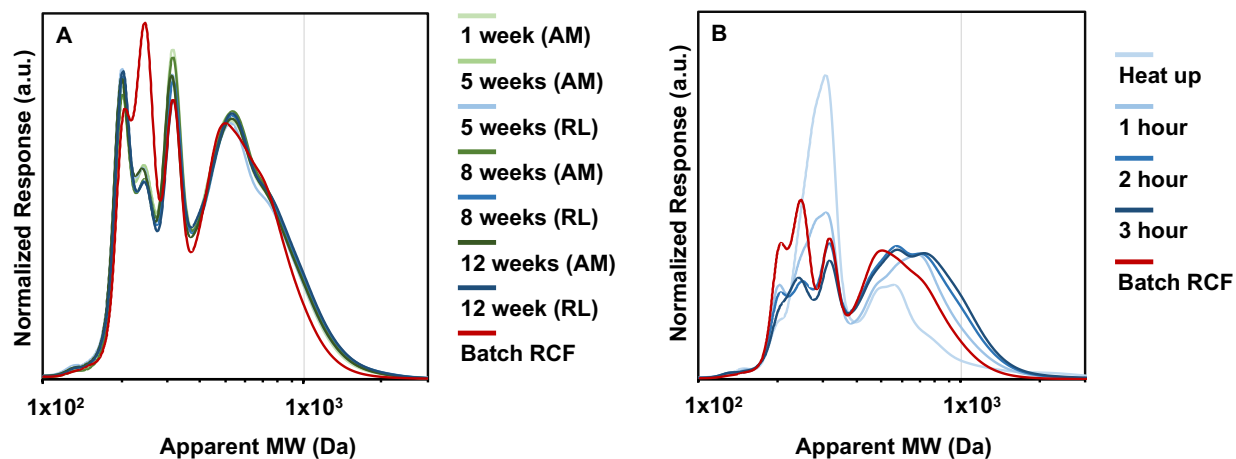 A
Normalized Response (a.u.)
1x10²
1x10³
Apparent MW (Da)
1 week (AM)
5 weeks (AM)
5 weeks (RL)
8 weeks (AM)
8 weeks (RL)
12 weeks (AM)
12 week (RL)
Batch RCF
B
Normalized Response (a.u.)
1x10²
1x10³
Apparent MW (Da)
Heat up
1 hour
2 hour
3 hour
Batch RCF